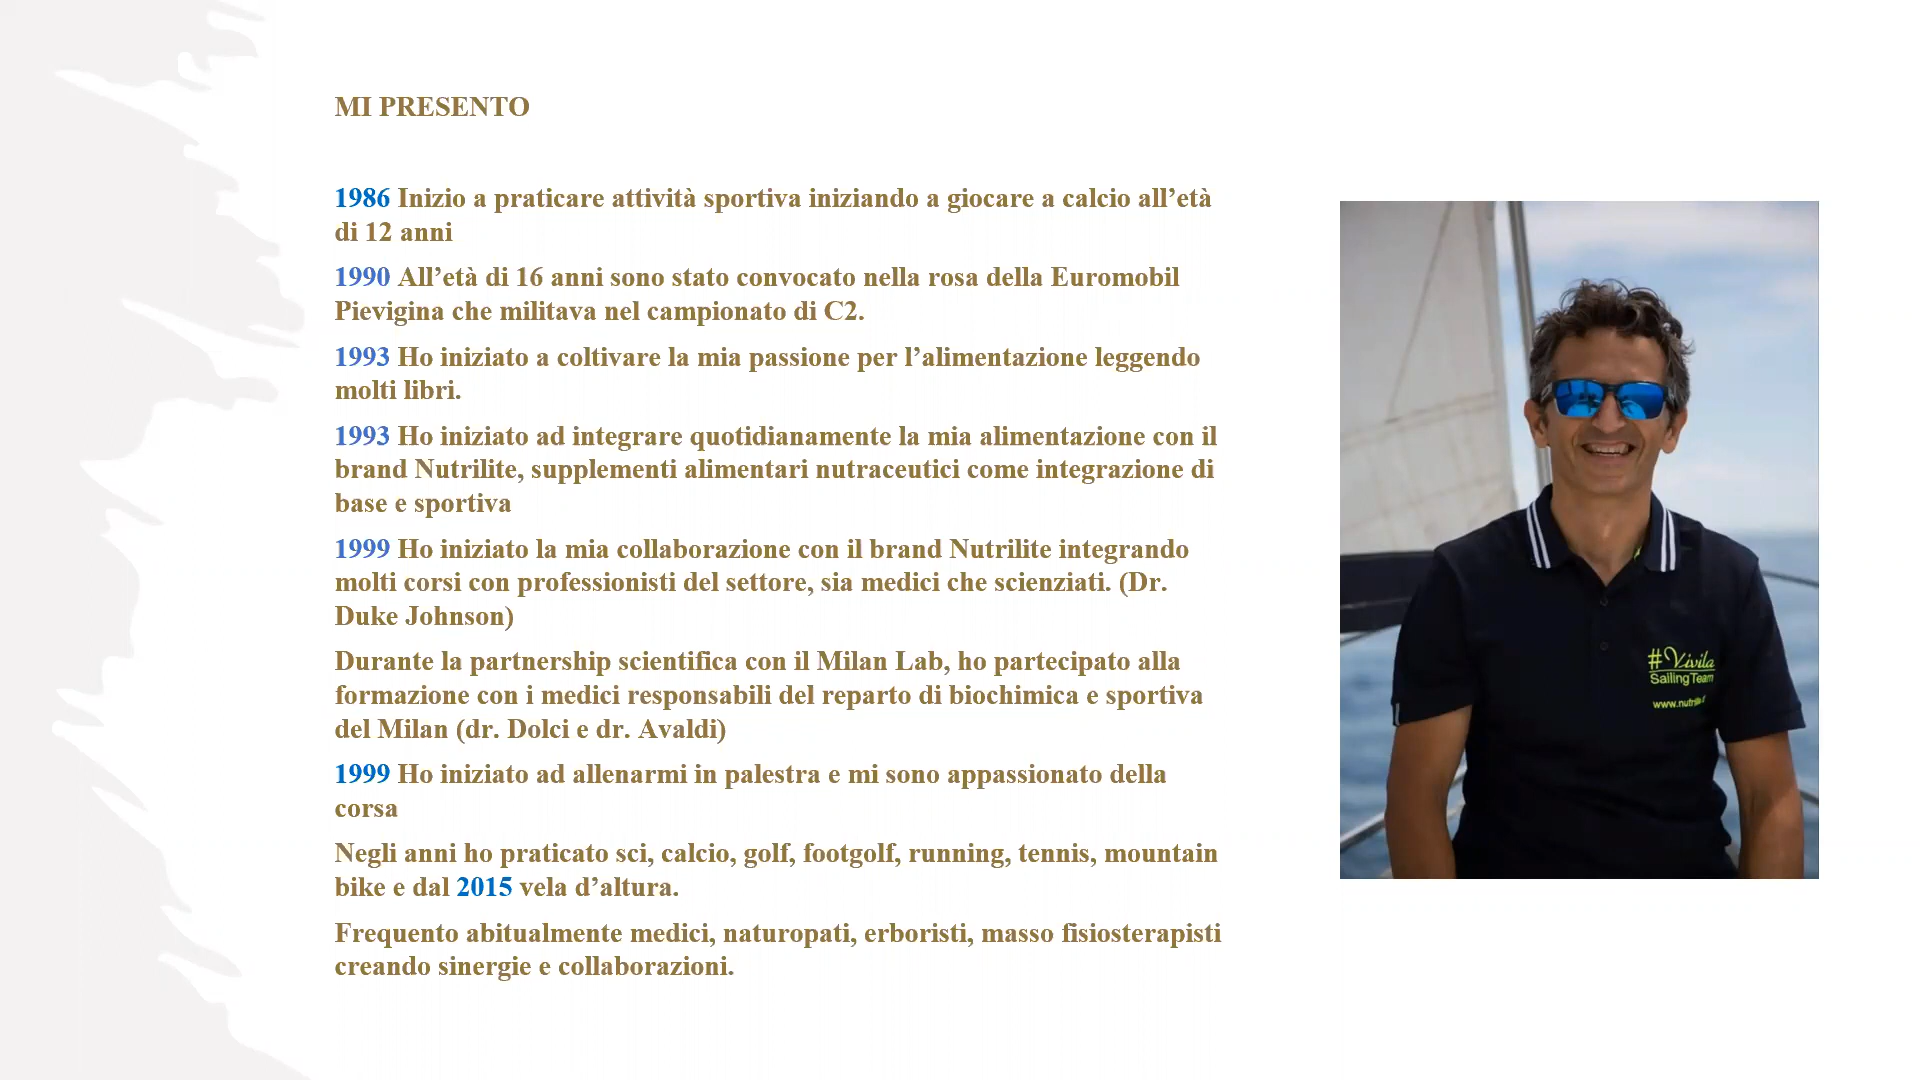 MI PRESENTO
1986 Inizio a praticare attività sportiva iniziando a giocare a calcio all’età
di 12 anni
1990 All’età di 16 anni sono stato convocato nella rosa della Euromobil
Pievigina che militava nel campionato di C2.
1993 Ho iniziato a coltivare la mia passione per l’alimentazione leggendo
molti libri.
1993 Ho iniziato ad integrare quotidianamente la mia alimentazione con il
brand Nutrilite, supplementi alimentari nutraceutici come integrazione di
base e sportiva
1999 Ho iniziato la mia collaborazione con il brand Nutrilite integrando
molti corsi con professionisti del settore, sia medici che scienziati. (Dr.
Duke Johnson)
Durante la partnership scientifica con il Milan Lab, ho partecipato alla
formazione con i medici responsabili del reparto di biochimica e sportiva
del Milan (dr. Dolci e dr. Avaldi)
1999 Ho iniziato ad allenarmi in palestra e mi sono appassionato della
corsa
Negli anni ho praticato sci, calcio, golf, footgolf, running, tennis, mountain
bike e dal 2015 vela d’altura.
Frequento abitualmente medici, naturopati, erboristi, masso fisiosterapisti
creando sinergie e collaborazioni.
#Vivila
SailingTeam